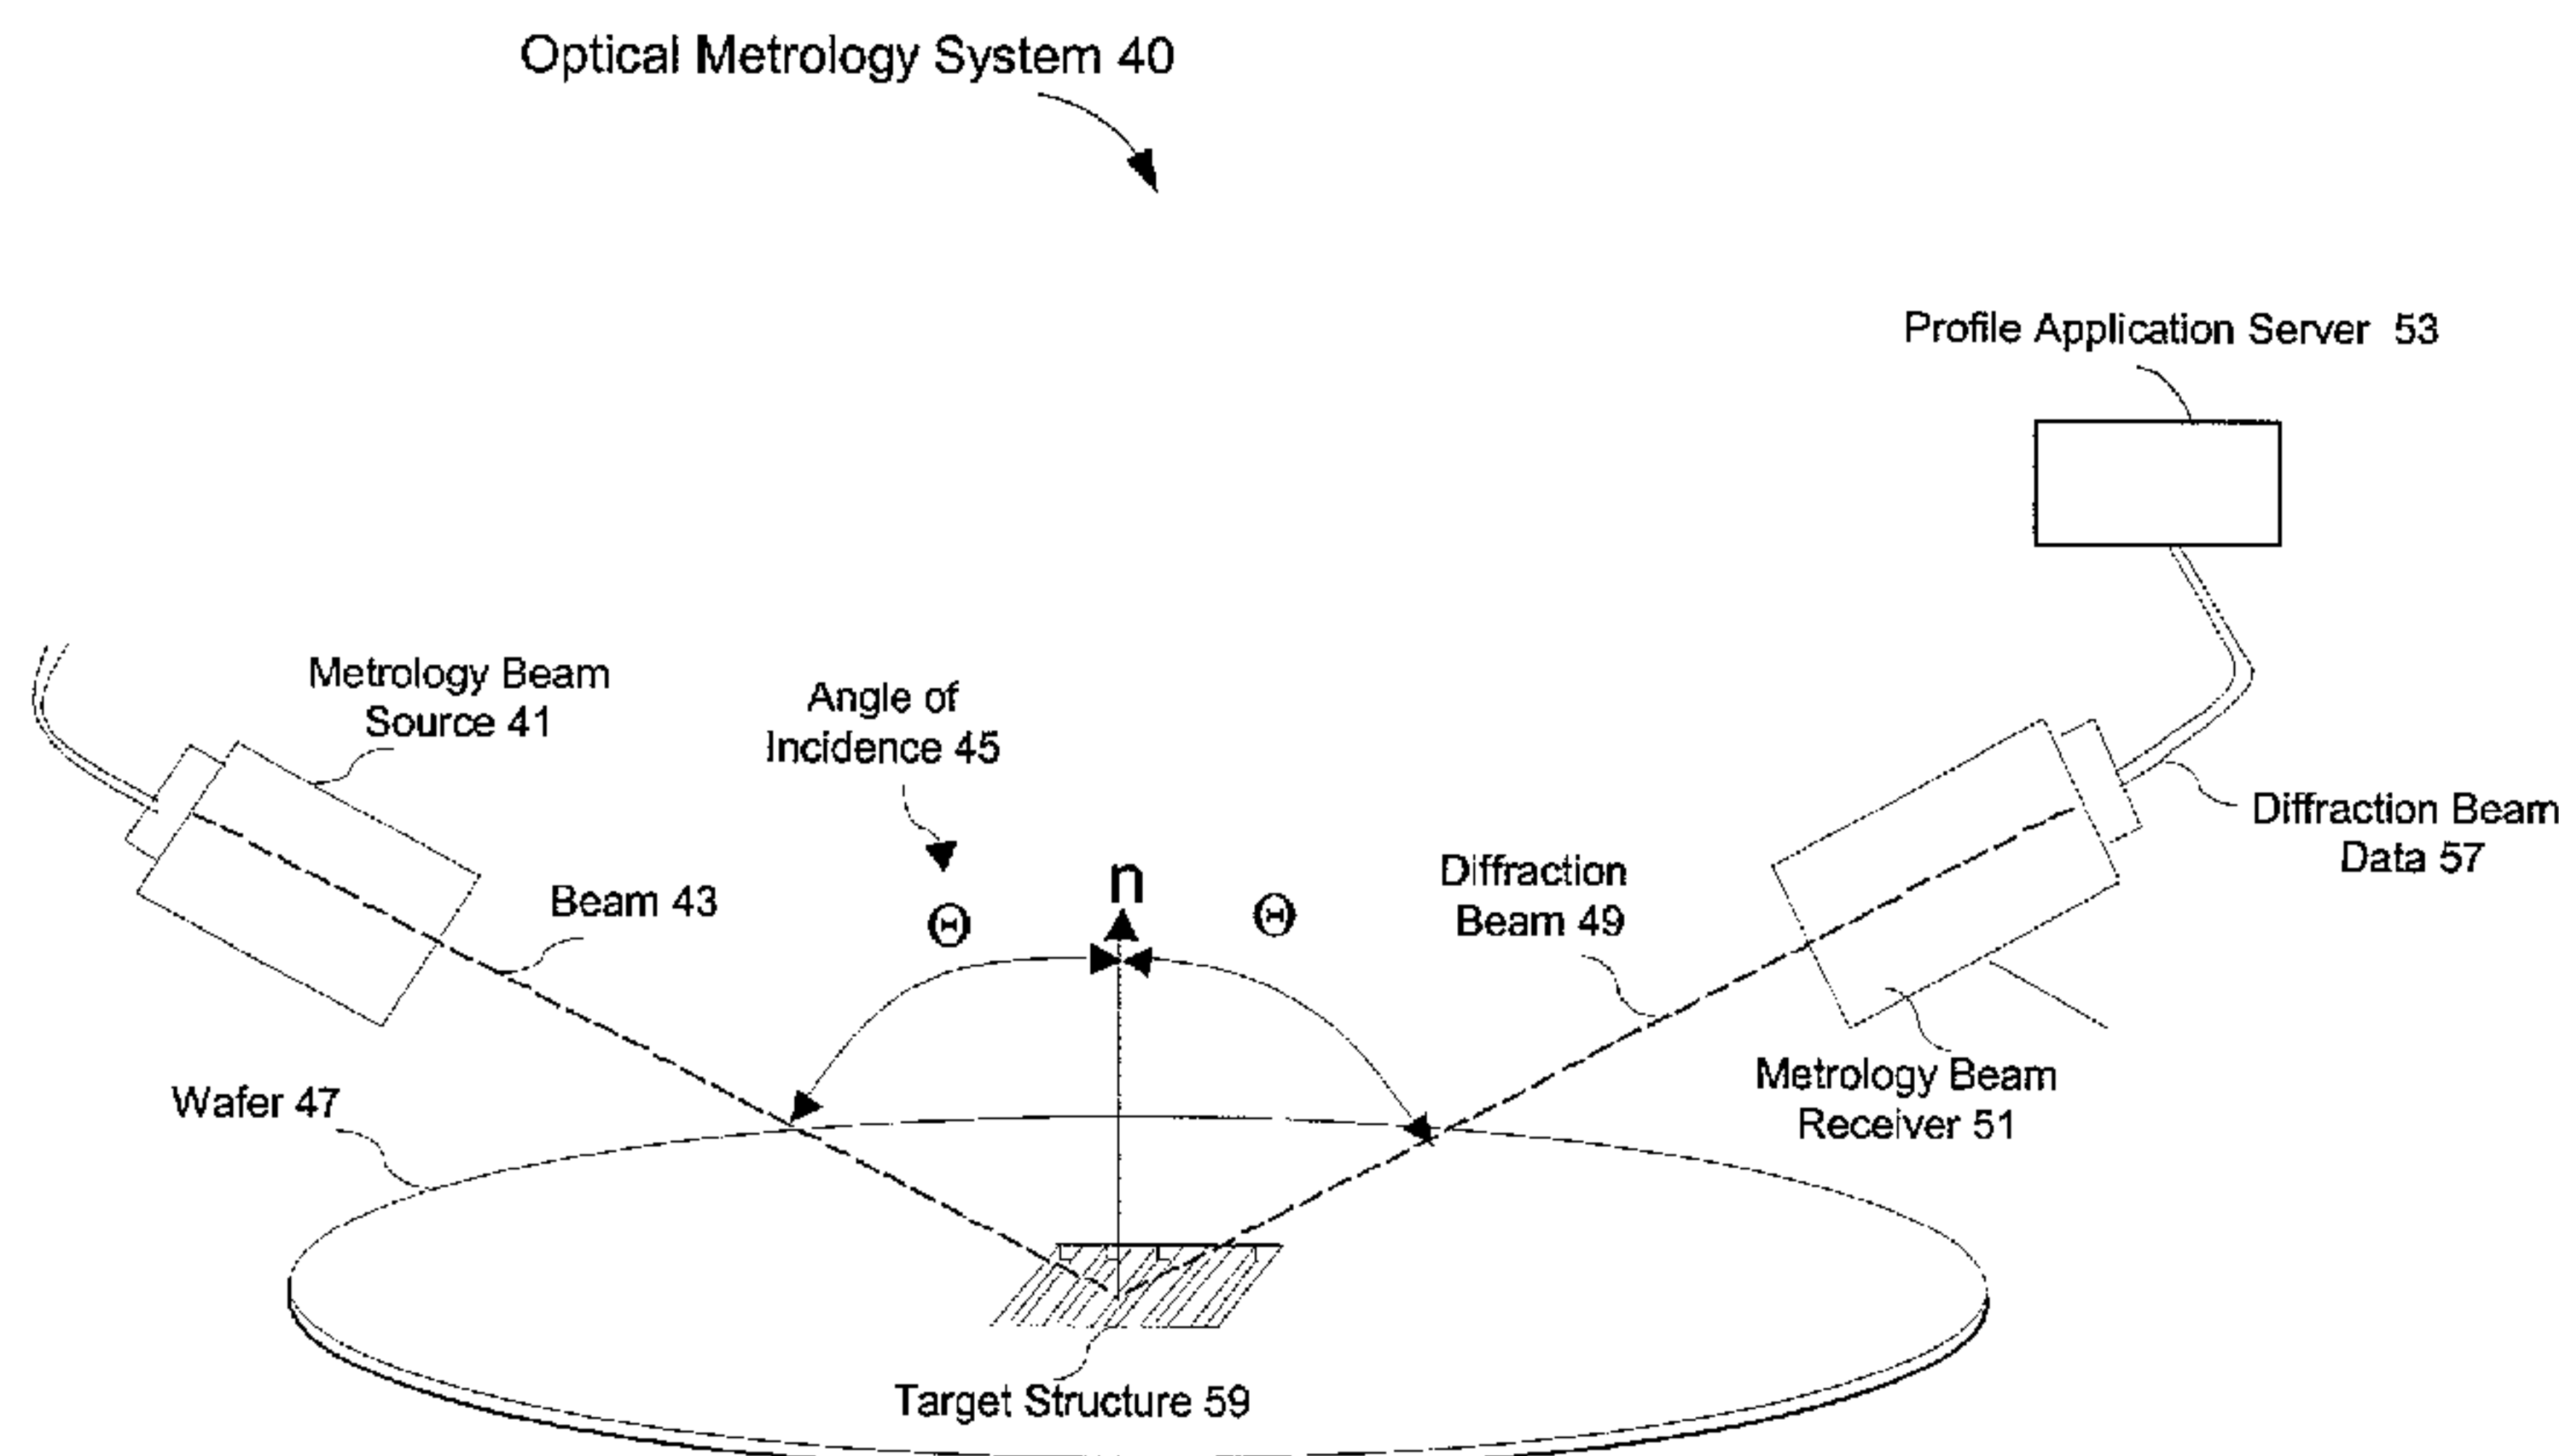 Optical Metrology System 40
Profile Application Server 53
Metrology Beam
Source 41
Angle of
Incidence 45
Diffraction Beam
Data 57
Beam 43
n
Θ
Θ
Diffraction
Beam 49
Metrology Beam
Receiver 51
Wafer 47
Target Structure 59